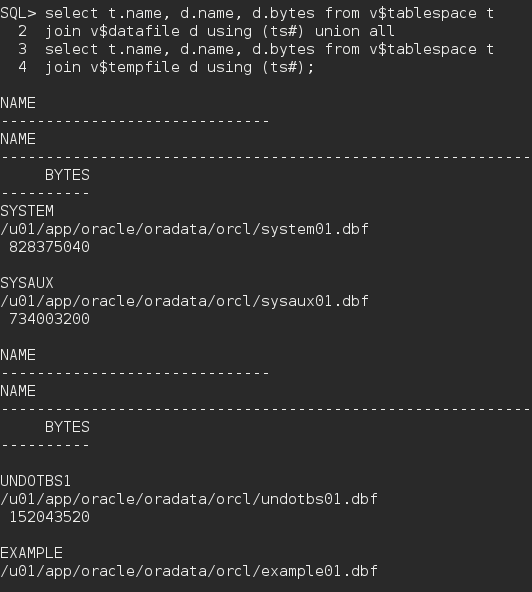 SQL> select t.name, d.name, d.bytes from v$tablespace t
  2  join v$datafile d using (ts#) union all
  3  select t.name, d.name, d.bytes from v$tablespace t
  4  join v$tempfile d using (ts#);

NAME
------------------------------
NAME
-----------------------------------------------------------
     BYTES
----------
SYSTEM
/u01/app/oracle/oradata/orcl/system01.dbf
 828375040

SYSAUX
/u01/app/oracle/oradata/orcl/sysaux01.dbf
 734003200

NAME
------------------------------
NAME
-----------------------------------------------------------
     BYTES
----------

UNDOTBS1
/u01/app/oracle/oradata/orcl/undotbs01.dbf
 152043520

EXAMPLE
/u01/app/oracle/oradata/orcl/example01.dbf